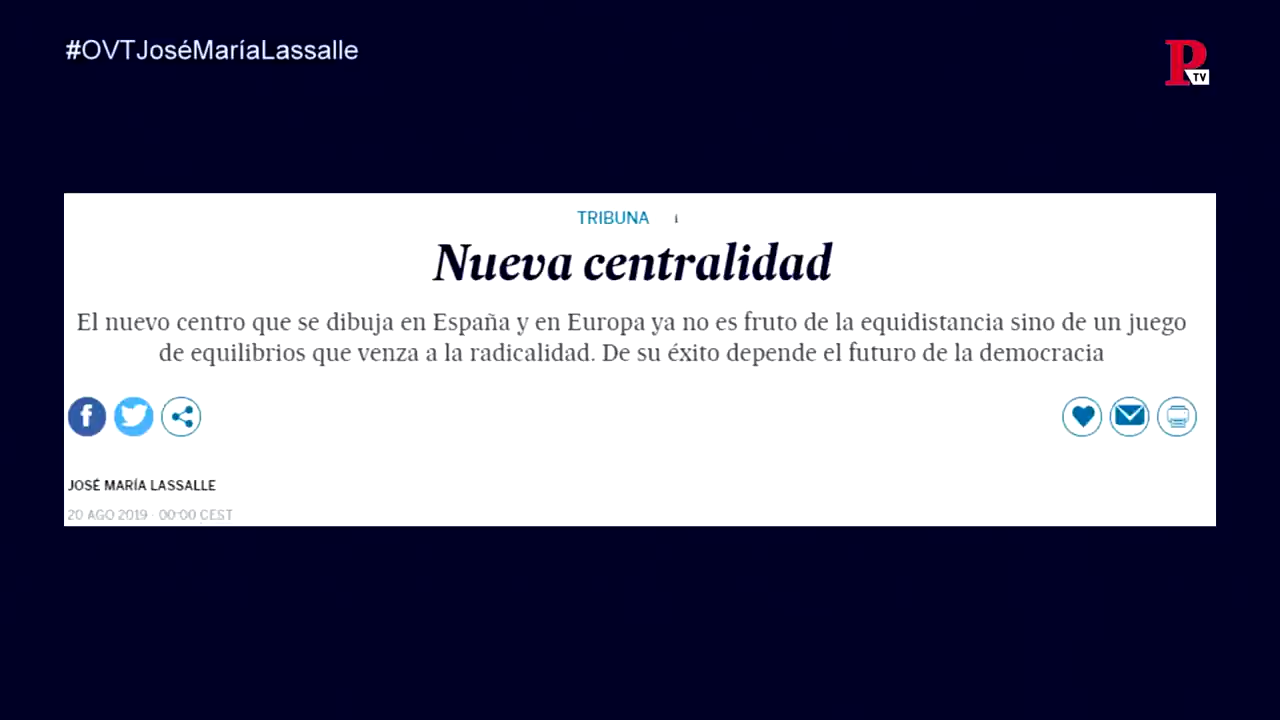 #OVTJoséMaríaLassalle
P
TV
TRIBUNA i
Nueva centralidad
El nuevo centro que se dibuja en España y en Europa ya no es fruto de la equidistancia sino de un juego
de equilibrios que venza a la radicalidad. De su éxito depende el futuro de la democracia
f
JOSÉ MARÍA LASSALLE
20 AGO 2019 - 00:00 CEST